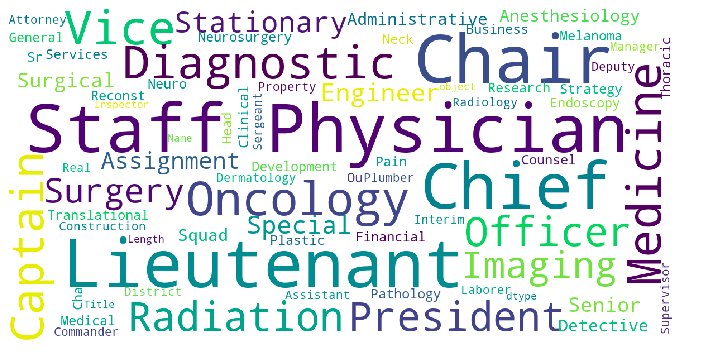 Attorney Vice Stationary Administrative Anesthesiology
General Neurosurgery Neck Business Melanoma
Sr Services Diagnostic Chair Manager
Surgical Neuro Property Engineer object Deputy Thoracic
Reconst Clinical Research Strategy
Inspector Head Sergeant Radiology Endoscopy
Staff Physician Medicine
Name
Captain Real Assignment Development Pain Counsel
Surgery Dermatology OuPlumber Chief
Translational Oncology
Construction Squad Special Plastic Financial Interim Officer
Length
Lieutenant Imaging
Cha Title District Assistant Pathology Laborer dtype Senior Supervisor
Medical Radiation President Detective
Commander